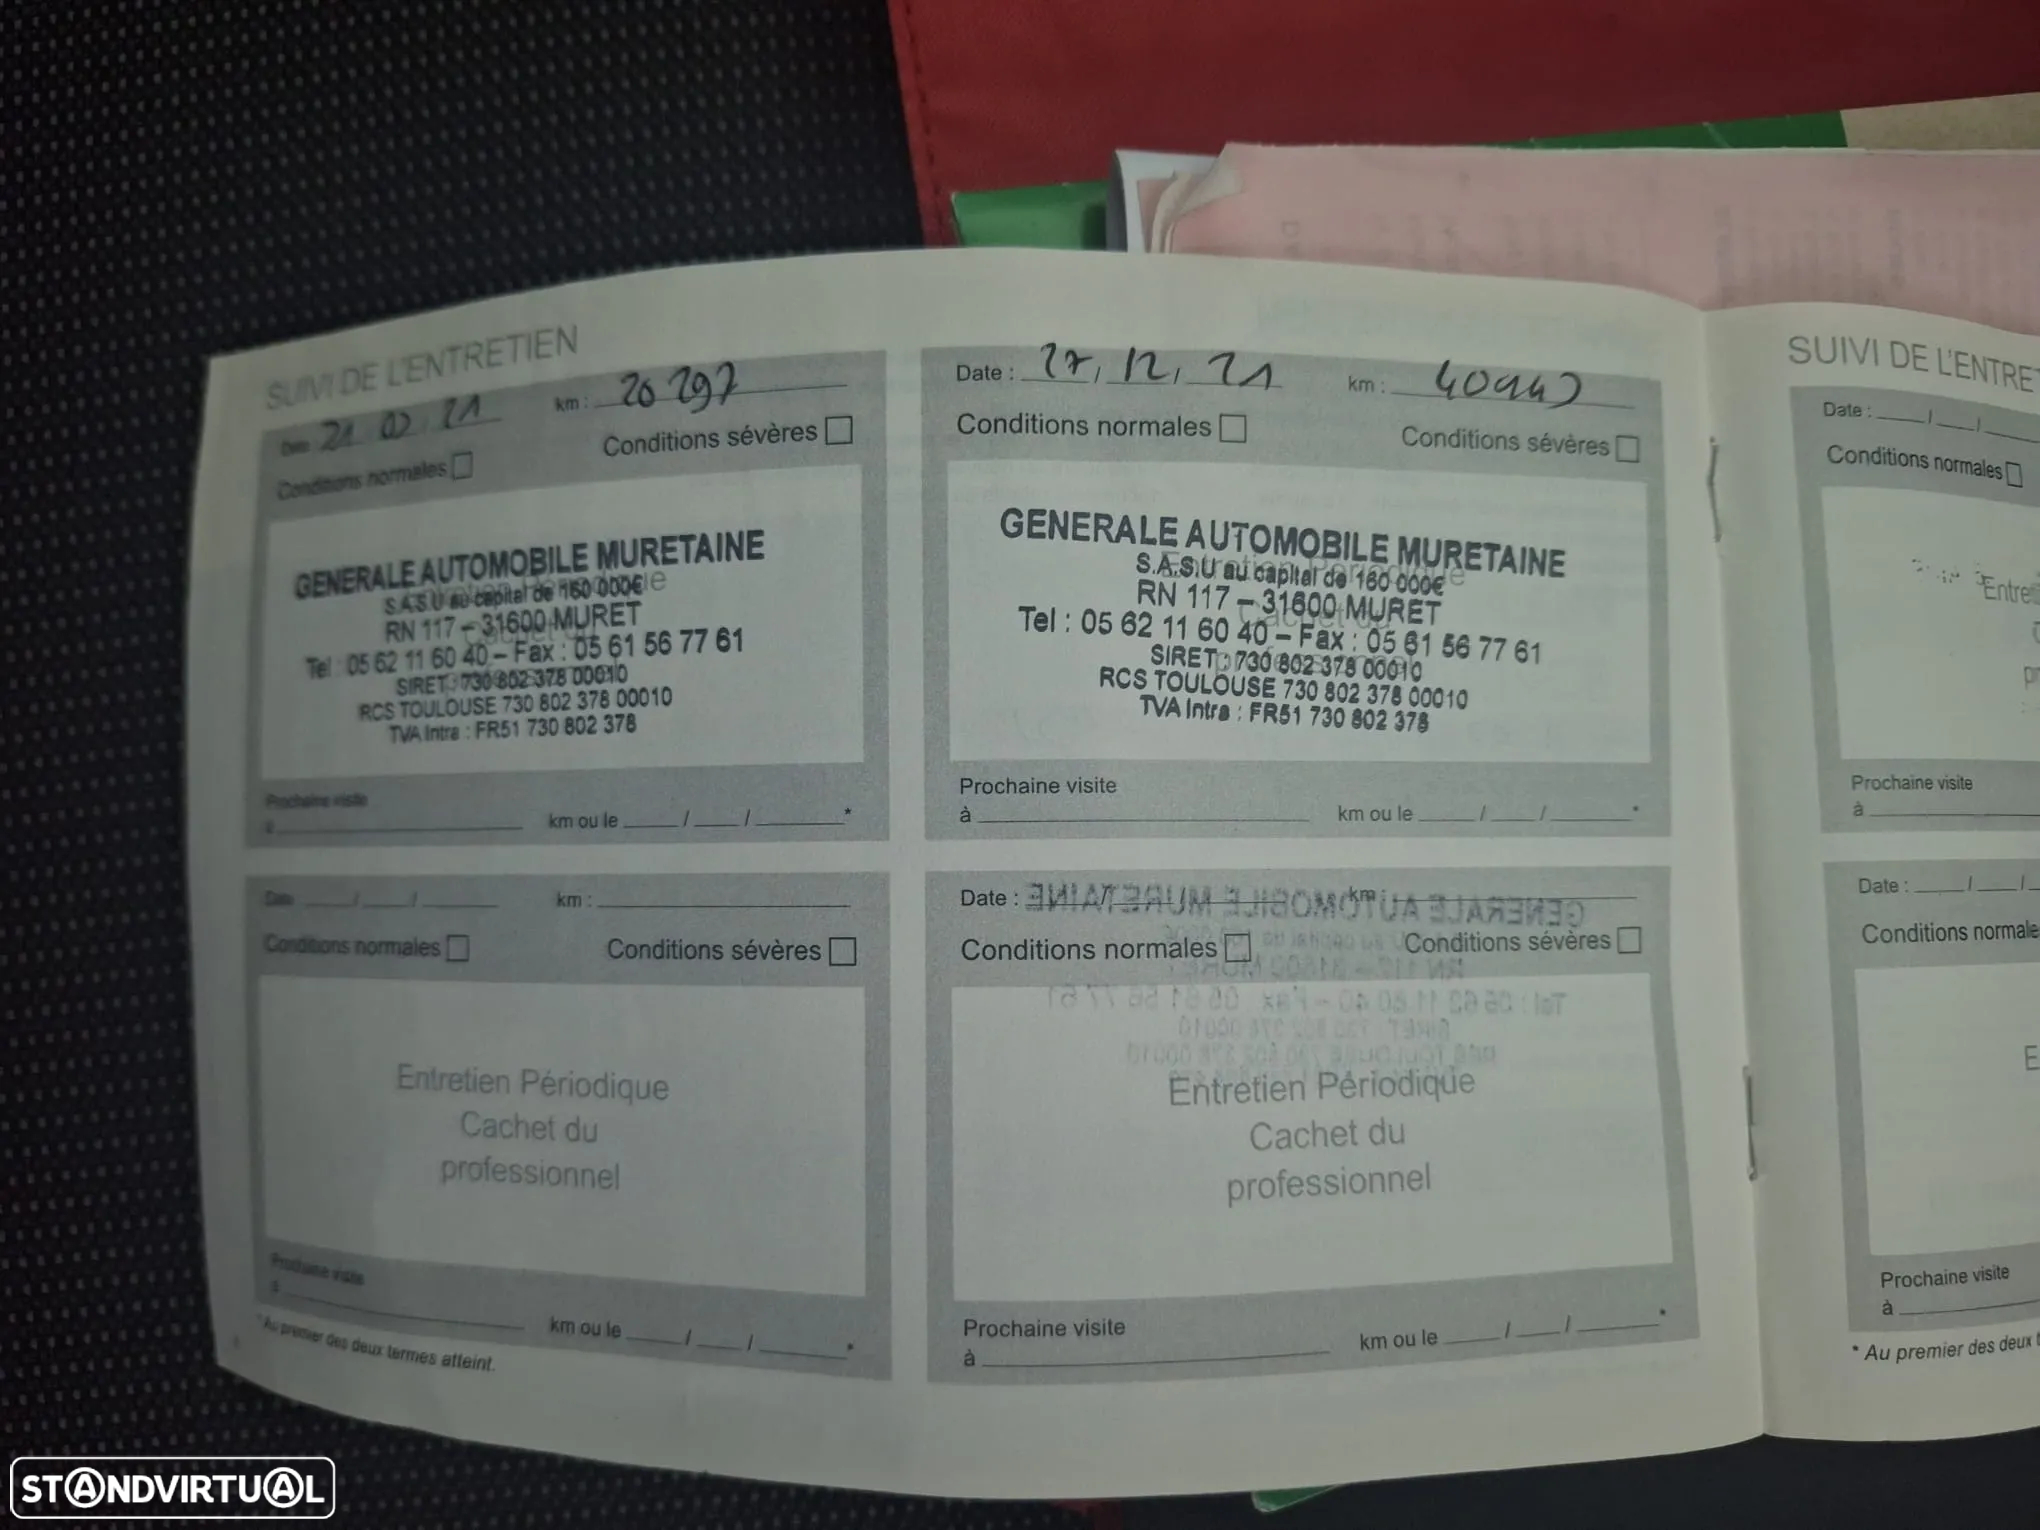 SUIVI DE L'ENTRETIEN
Date 21 02 21 km : 20 297
Conditions normales Conditions sévères
GENERALE AUTOMOBILE MURETAINE
S.A.S.U au capital de 160 000€
RN 117 – 31600 MURET
Tel : 05 62 11 60 40 – Fax : 05 61 56 77 61
SIRET : 730 802 378 00010
RCS TOULOUSE 730 802 378 00010
TVA Intra : FR51 730 802 378
Prochaine visite
à km ou le / / *
Date : 27, 12, 21 km :
Conditions normales Conditions sévères
GENERALE AUTOMOBILE MURETAINE
S.A.S.U au capital de 160 000€
RN 117 – 31600 MURET
Tel : 05 62 11 60 40 – Fax : 05 61 56 77 61
SIRET : 730 802 378 00010
RCS TOULOUSE 730 802 378 00010
TVA Intra : FR51 730 802 378
Prochaine visite
à km ou le / / *
Date / / km :
Conditions normales Conditions sévères
Entretien Périodique
Cachet du
professionnel
Prochaine visite
à km ou le / / *
* Au premier des deux termes atteint.
Date : km :
Conditions normales Conditions sévères
Entretien Périodique
Cachet du
professionnel
Prochaine visite
à km ou le / / *
SUIVI DE L'ENTRE
Date : / /
Conditions normales
Prochaine visite
à
Date : / /
Conditions normale
Prochaine visite
à
* Au premier des deux
STANDVIRTUAL